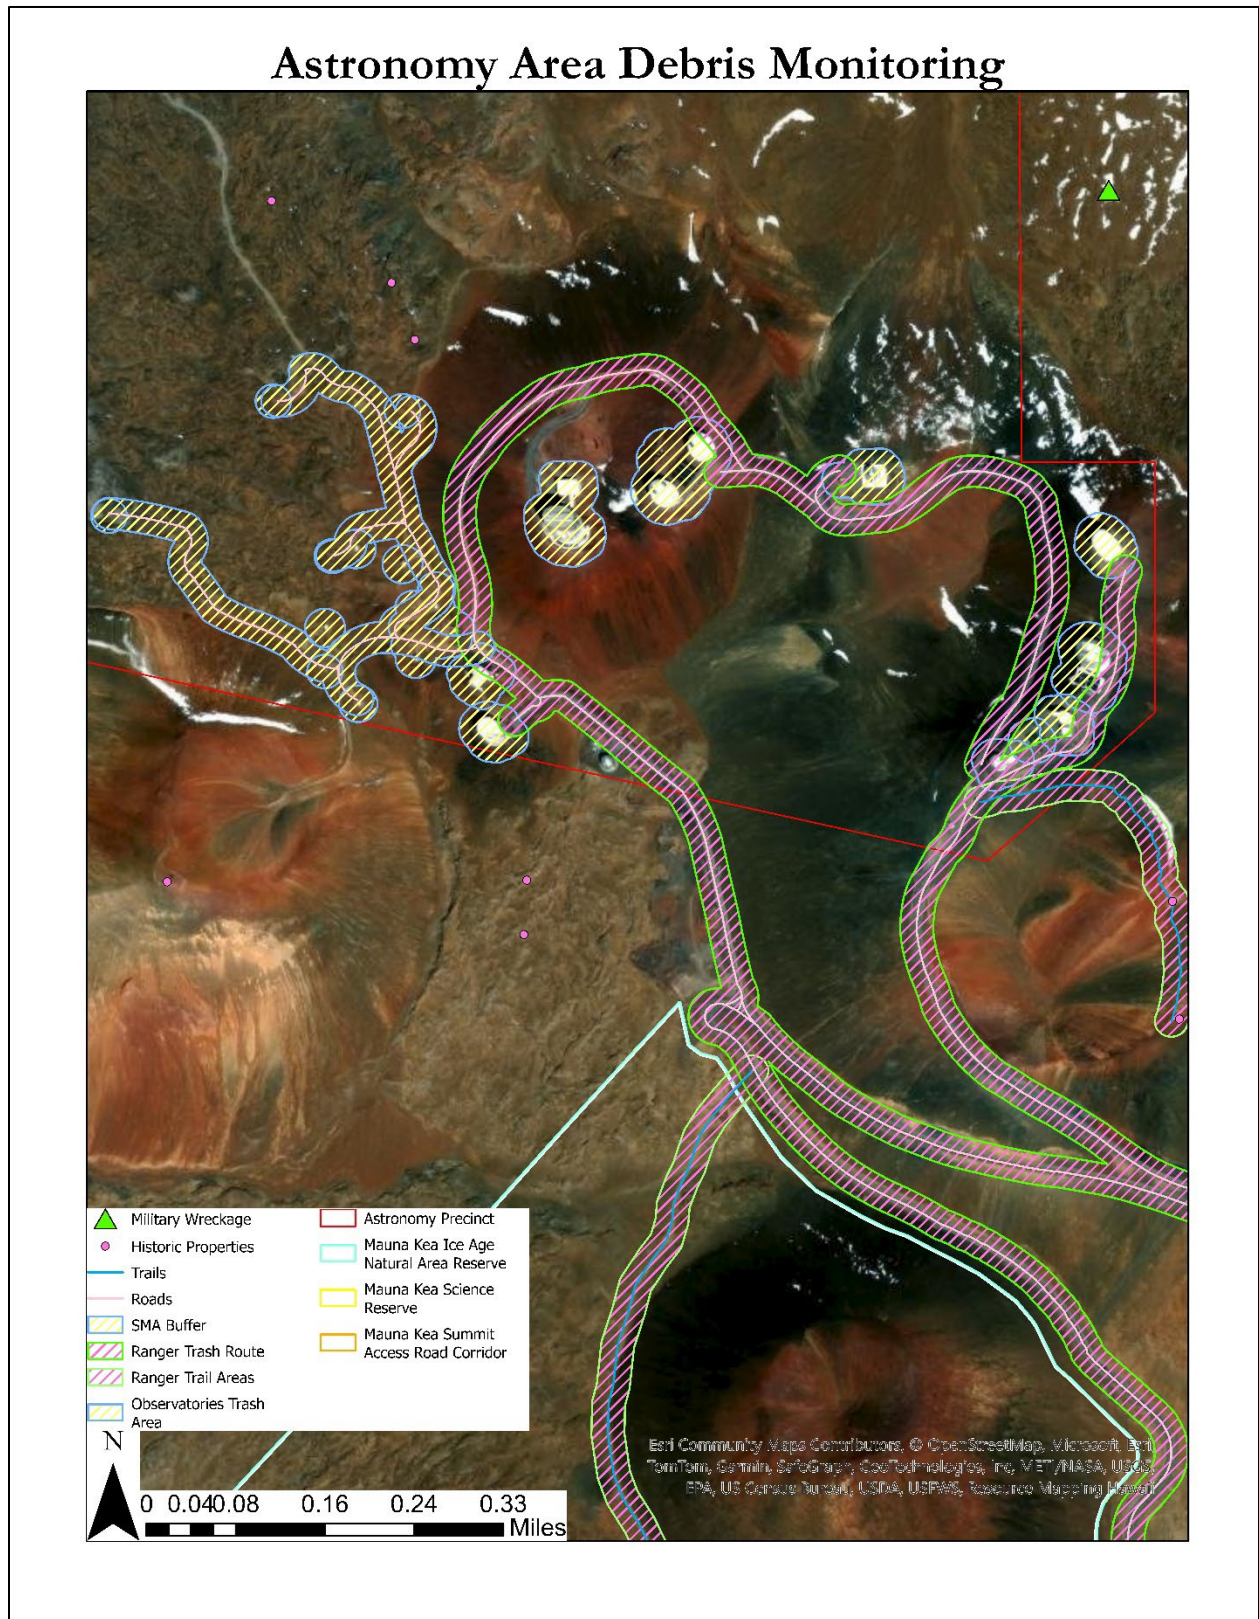 Astronomy Area Debris Monitoring
Military Wreckage
Historic Properties
Trails
Roads
SMA Buffer
Ranger Trash Route
Ranger Trail Areas
Observatories Trash
Area
Astronomy Precinct
Mauna Kea Ice Age
Natural Area Reserve
Mauna Kea Science
Reserve
Mauna Kea Summit
Access Road Corridor
N
0 0.04 0.08 0.16 0.24 0.33
Miles
Esri Community Maps Contributors, © OpenStreetMap, Microsoft, Esri,
TomTom, Garmin, SafeGraph, GeoTechnologies, Inc, METI/NASA, USGS,
EPA, US Census Bureau, USDA, USFWS, Resource Mapping Hawaii